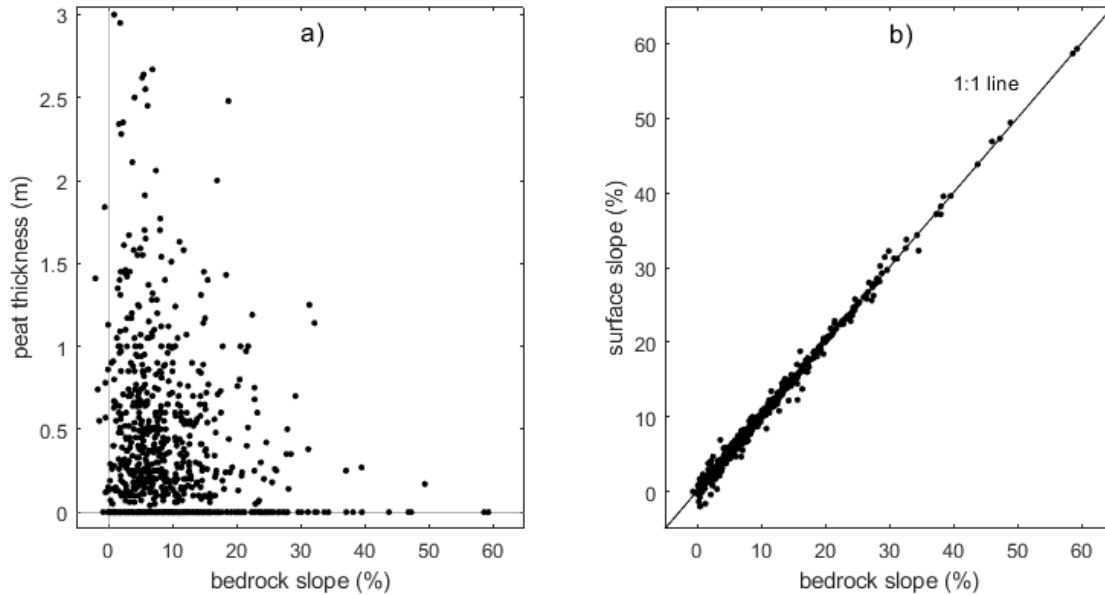 a)
3
2.5
2
1.5
1
0.5
0
peat thickness (m)
0 10 20 30 40 50 60
bedrock slope (%)
b)
1:1 line
60
50
40
30
20
10
0
surface slope (%)
0 10 20 30 40 50 60
bedrock slope (%)